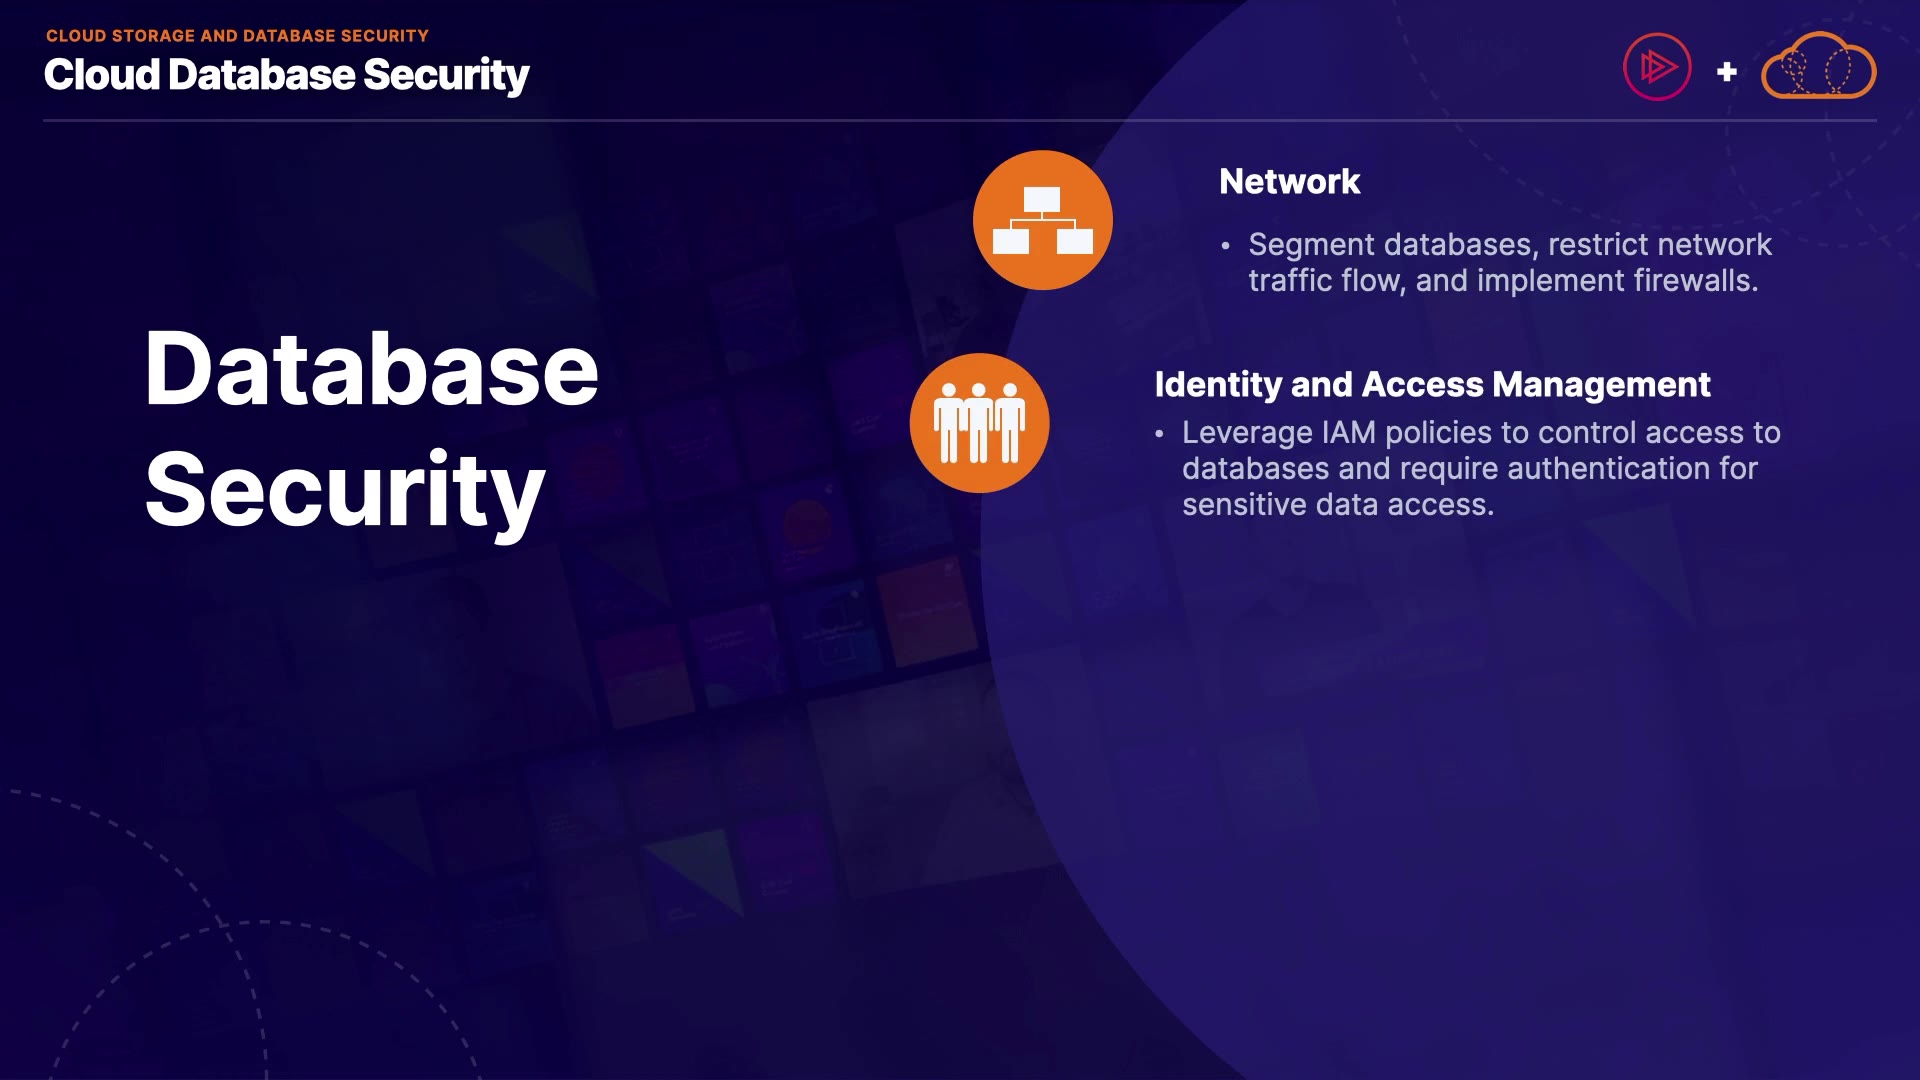 CLOUD STORAGE AND DATABASE SECURITY
Cloud Database Security
Network
• Segment databases, restrict network
traffic flow, and implement firewalls.
Database
Security
Identity and Access Management
• Leverage IAM policies to control access to
databases and require authentication for
sensitive data access.